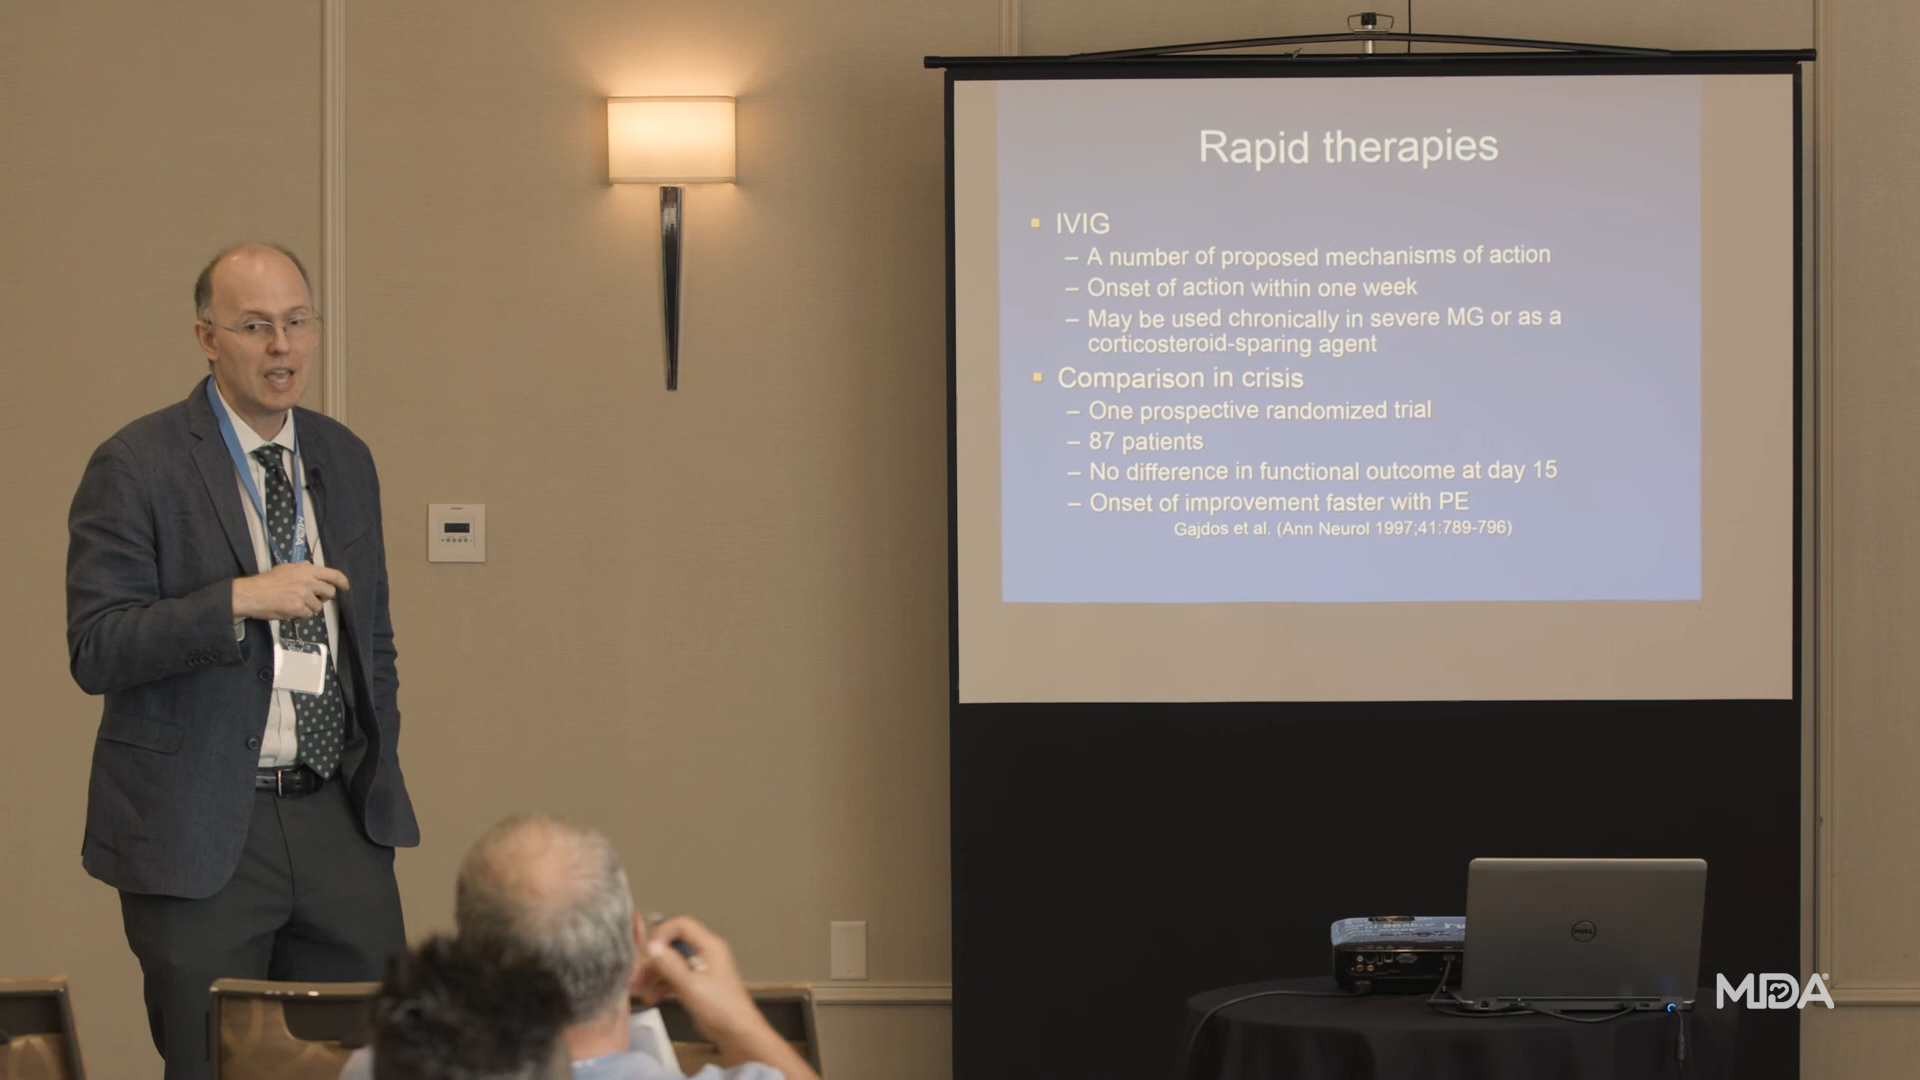 Rapid therapies
▪ IVIG
– A number of proposed mechanisms of action
– Onset of action within one week
– May be used chronically in severe MG or as a
corticosteroid-sparing agent
▪ Comparison in crisis
– One prospective randomized trial
– 87 patients
– No difference in functional outcome at day 15
– Onset of improvement faster with PE
Gajdos et al. (Ann Neurol 1997;41:789-796)
MDA
DELL
MDA